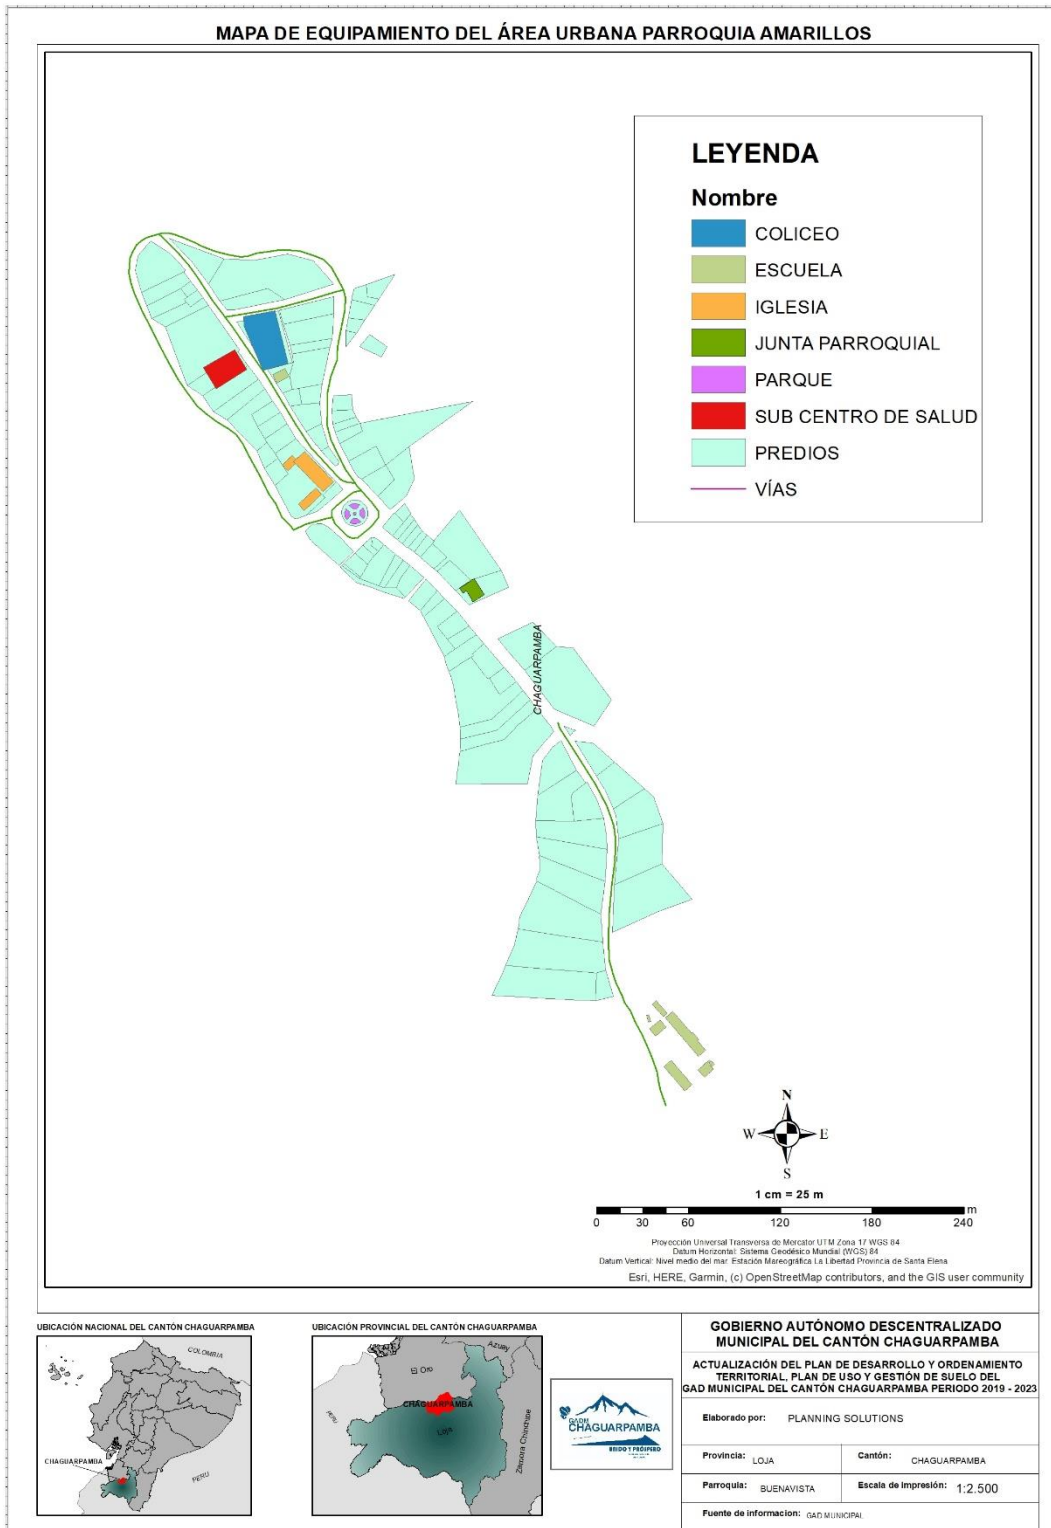 MAPA DE EQUIPAMIENTO DEL ÁREA URBANA PARROQUIA AMARILLOS
LEYENDA
Nombre
COLICEO
ESCUELA
IGLESIA
JUNTA PARROQUIAL
PARQUE
SUB CENTRO DE SALUD
PREDIOS
VÍAS
CHAGUARPAMBA
N
W E
S
1 cm = 25 m
m
0 30 60 120 180 240
Proyección Universal Transversa de Mercator UTM Zona 17 WGS 84
Datum Horizontal: Sistema Geodésico Mundial (WGS) 84
Datum Vertical: Nivel medio del mar. Estación Mareográfica La Libertad Provincia de Santa Elena
Esri, HERE, Garmin, (c) OpenStreetMap contributors, and the GIS user community
UBICACIÓN NACIONAL DEL CANTÓN CHAGUARPAMBA
COLOMBIA
CHAGUARPAMBA
PERU
UBICACIÓN PROVINCIAL DEL CANTÓN CHAGUARPAMBA
Azuay
El Oro
CHAGUARPAMBA
PERU
Loja
Zamora Chinchipe
GADM
CHAGUARPAMBA
UNIDO Y PRÓSPERO
GOBIERNO AUTÓNOMO DESCENTRALIZADO
MUNICIPAL DEL CANTÓN CHAGUARPAMBA
ACTUALIZACIÓN DEL PLAN DE DESARROLLO Y ORDENAMIENTO
TERRITORIAL, PLAN DE USO Y GESTIÓN DE SUELO DEL
GAD MUNICIPAL DEL CANTÓN CHAGUARPAMBA PERIODO 2019 - 2023
Elaborado por: PLANNING SOLUTIONS
Provincia: LOJA
Cantón: CHAGUARPAMBA
Parroquia: BUENAVISTA
Escala de Impresión: 1:2.500
Fuente de informacion: GAD MUNICIPAL